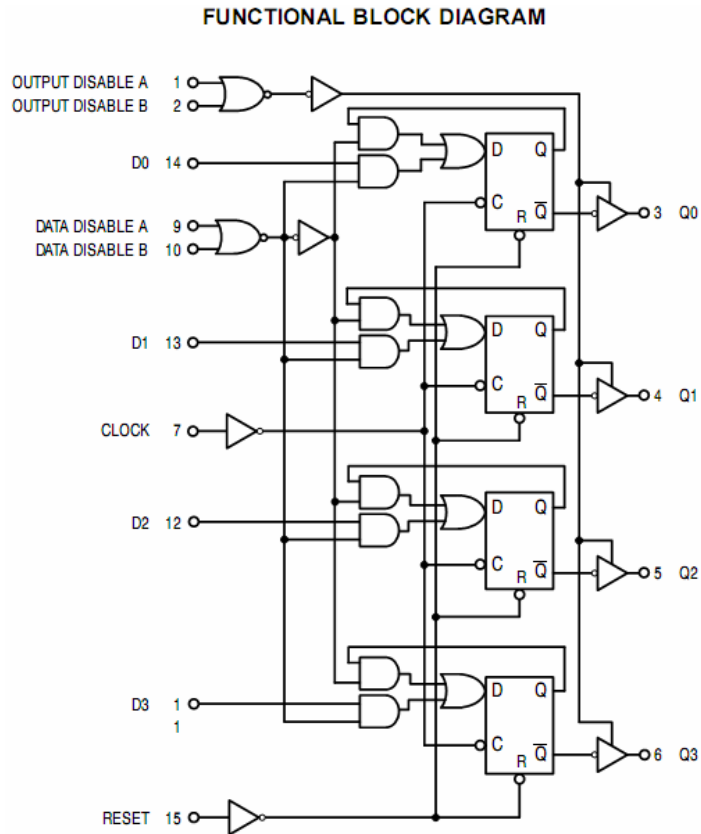 FUNCTIONAL BLOCK DIAGRAM
OUTPUT DISABLE A 1
OUTPUT DISABLE B 2
D0 14
D Q
C
R Q̅
3 Q0
DATA DISABLE A 9
DATA DISABLE B 10
D1 13
D Q
C
R Q̅
4 Q1
CLOCK 7
D2 12
D Q
C
R Q̅
5 Q2
D3 1
1
D Q
C
R Q̅
6 Q3
RESET 15